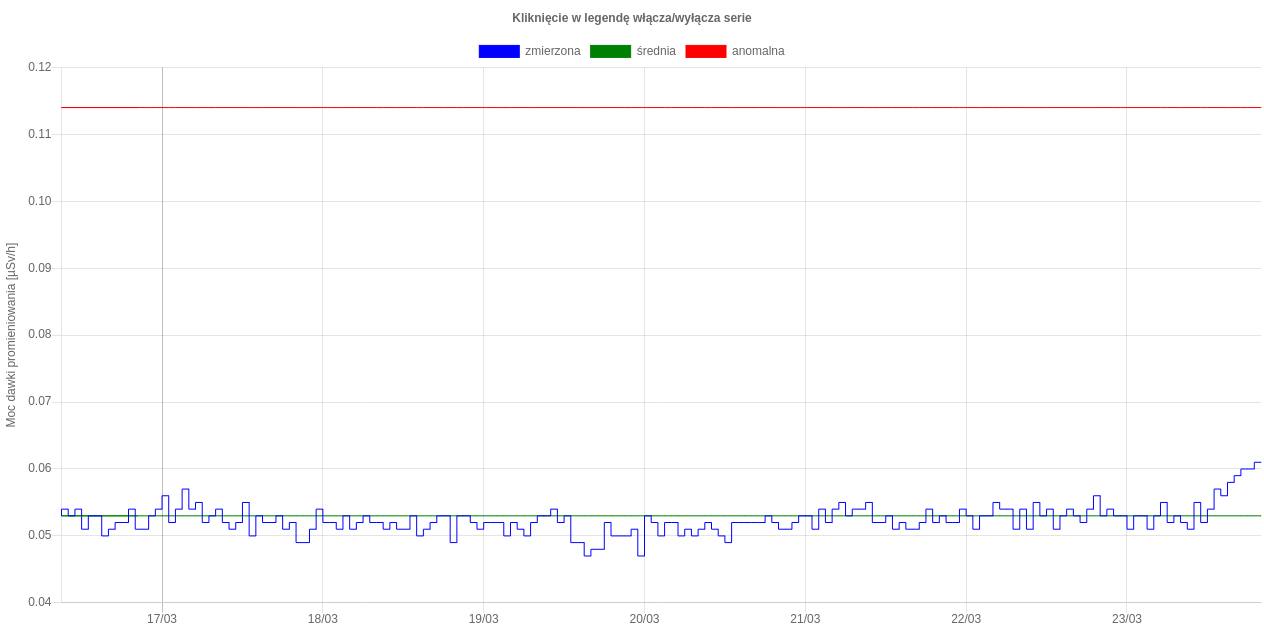 Kliknięcie w legendę włącza/wyłącza serie
zmierzona średnia anomalna
Moc dawki promieniowania [µSv/h]
0.12
0.11
0.10
0.09
0.08
0.07
0.06
0.05
0.04
17/03 18/03 19/03 20/03 21/03 22/03 23/03